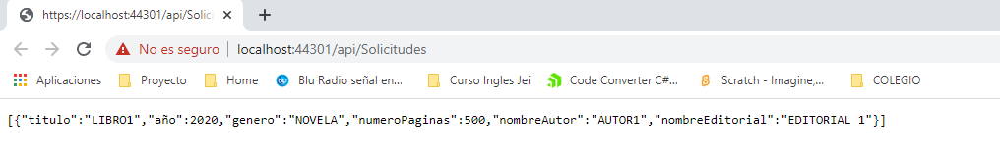 https://localhost:44301/api/Solicit
No es seguro | localhost:44301/api/Solicitudes
Aplicaciones Proyecto Home Blu Radio señal en... Curso Ingles Jei Code Converter C#... Scratch - Imagine,... COLEGIO
[{"titulo":"LIBRO1","año":2020,"genero":"NOVELA","numeroPaginas":500,"nombreAutor":"AUTOR1","nombreEditorial":"EDITORIAL 1"}]